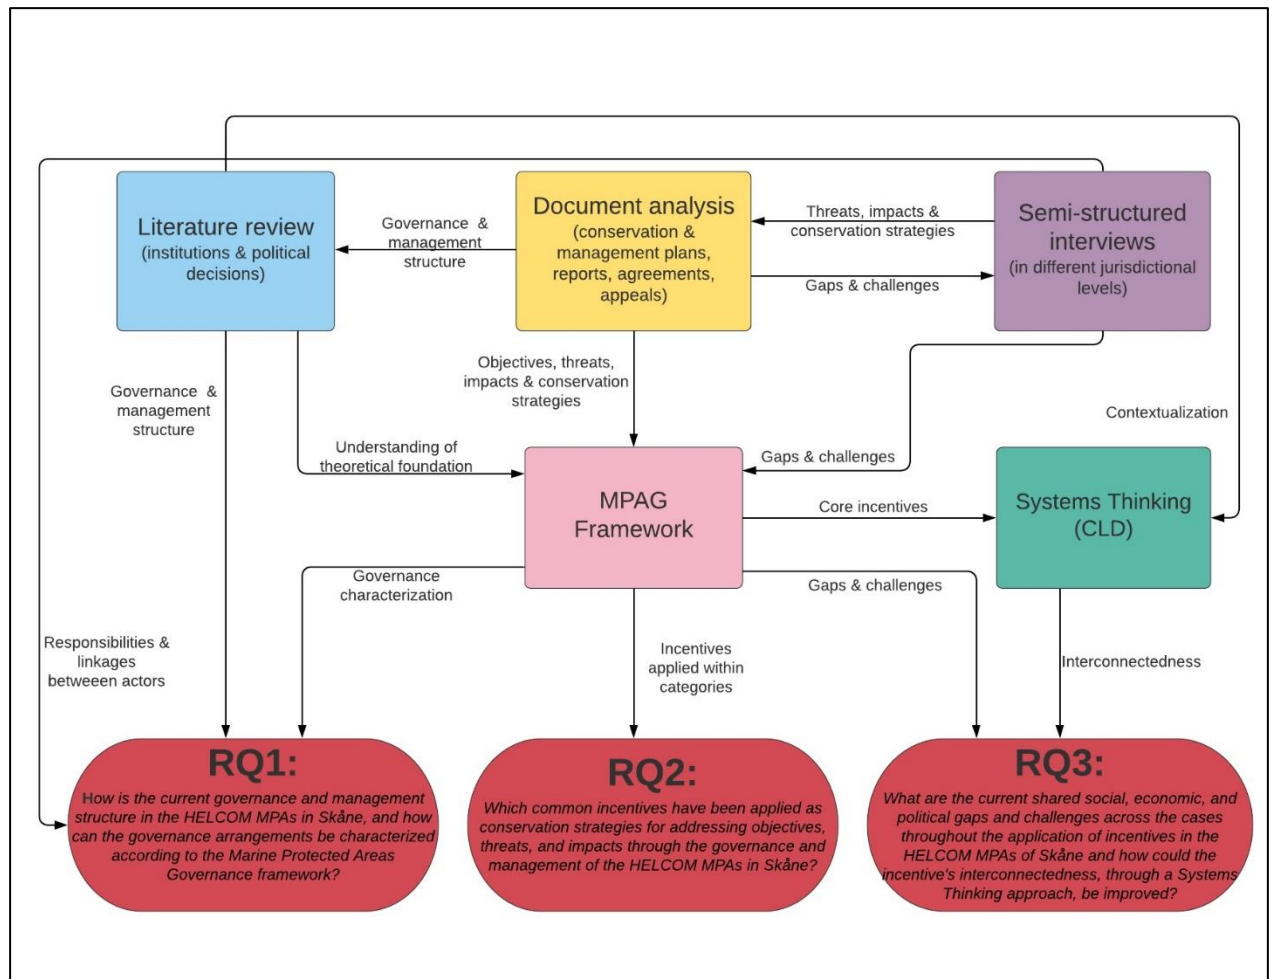 Literature review
(institutions & political
decisions)
Governance &
management
structure
Document analysis
(conservation &
management plans,
reports, agreements,
appeals)
Threats, impacts &
conservation strategies
Gaps & challenges
Semi-structured
interviews
(in different jurisdictional
levels)
Governance &
management
structure
Objectives, threats,
impacts & conservation
strategies
Contextualization
Understanding of
theoretical foundation
Gaps & challenges
MPAG
Framework
Core incentives
Systems Thinking
(CLD)
Governance
characterization
Gaps & challenges
Responsibilities &
linkages
betweeen actors
Incentives
applied within
categories
Interconnectedness
RQ1:
How is the current governance and management
structure in the HELCOM MPAs in Skåne, and how
can the governance arrangements be characterized
according to the Marine Protected Areas
Governance framework?
RQ2:
Which common incentives have been applied as
conservation strategies for addressing objectives,
threats, and impacts through the governance and
management of the HELCOM MPAs in Skåne?
RQ3:
What are the current shared social, economic, and
political gaps and challenges across the cases
throughout the application of incentives in the
HELCOM MPAs of Skåne and how could the
incentive's interconnectedness, through a Systems
Thinking approach, be improved?